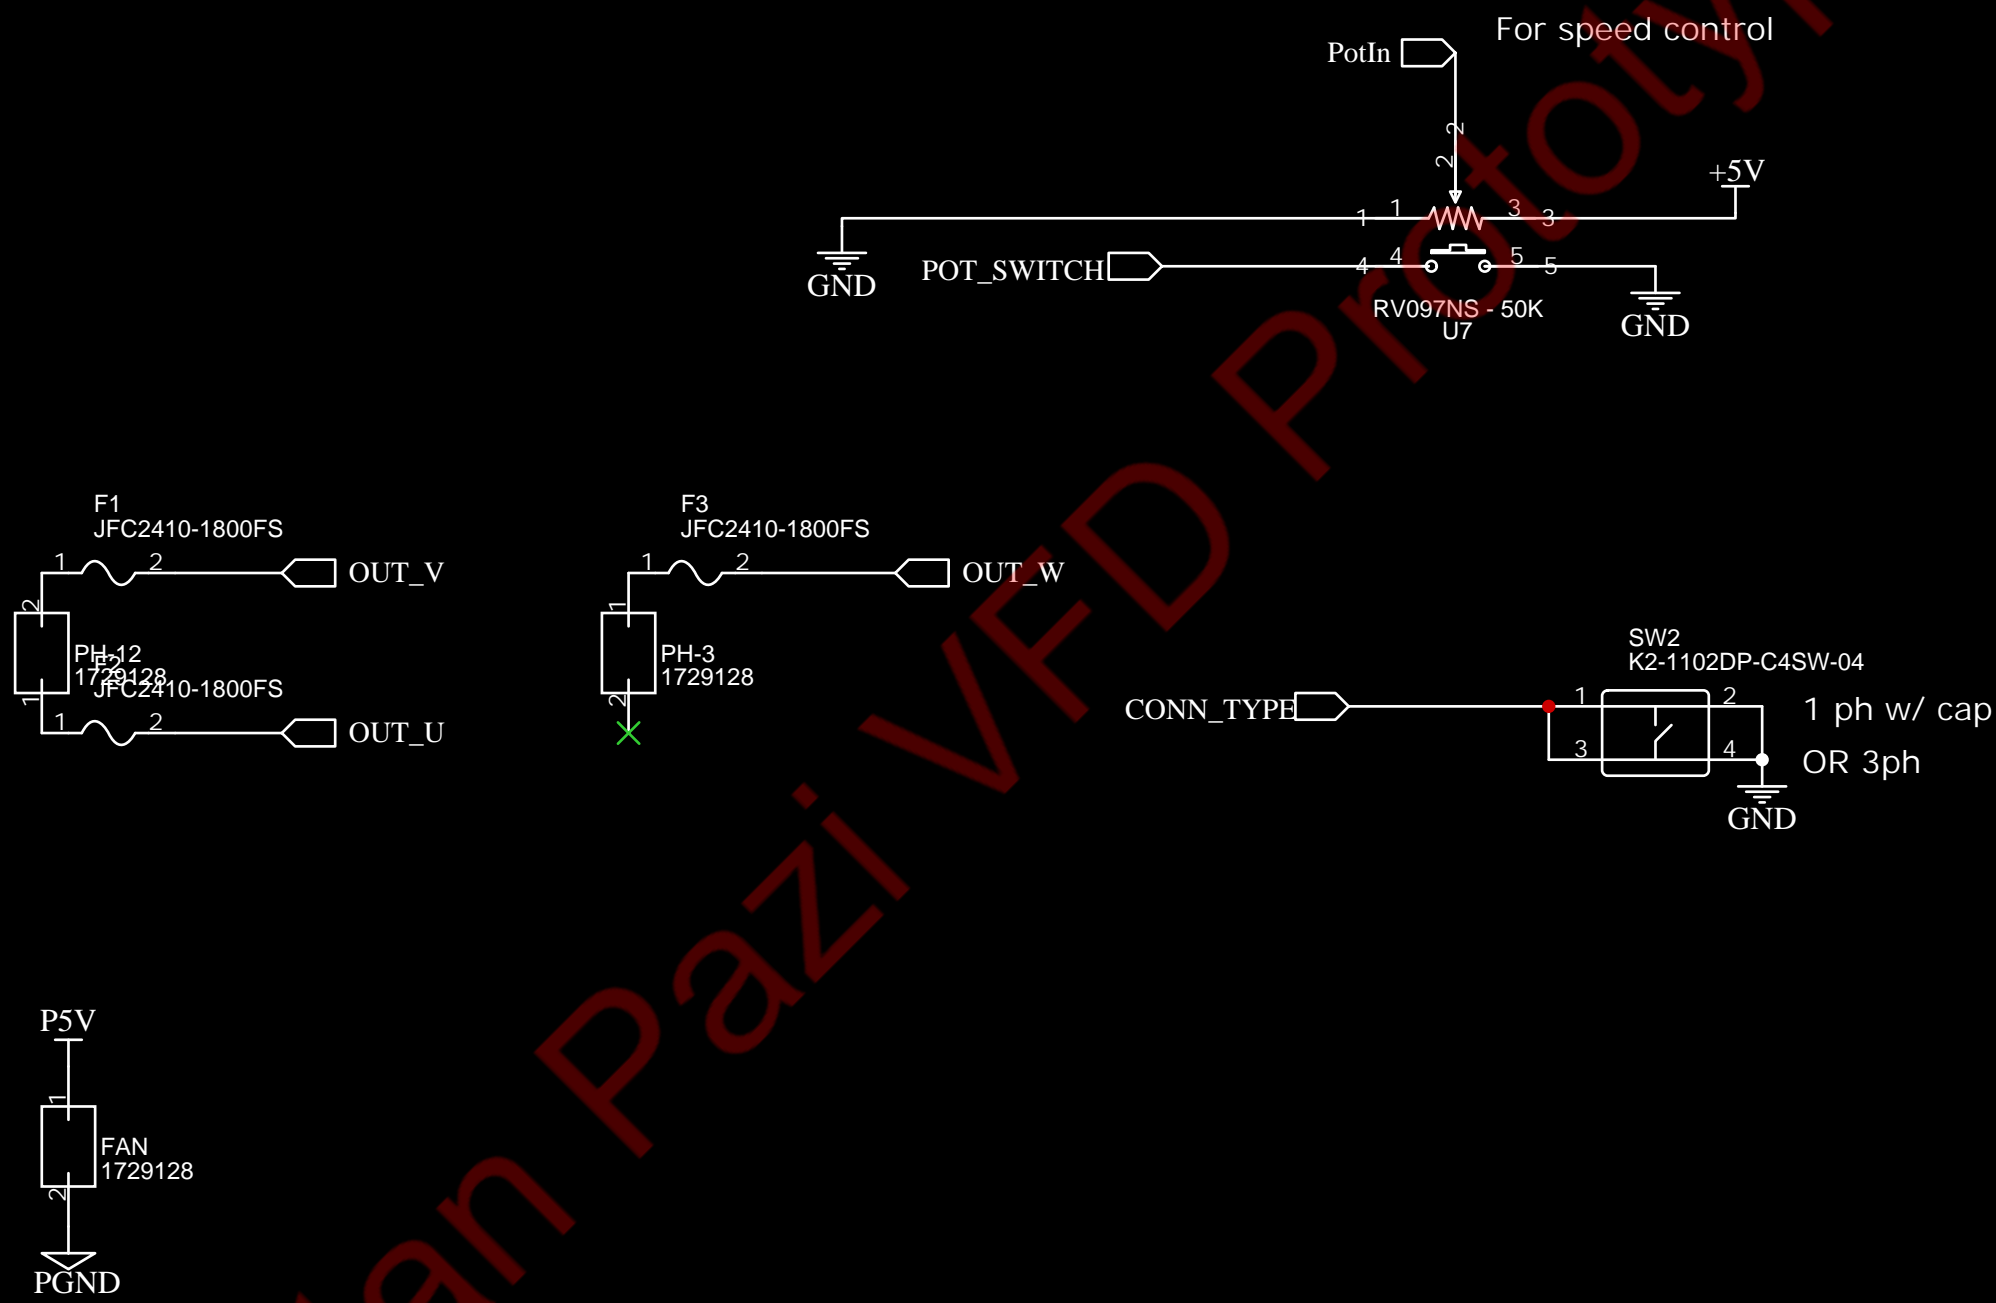 For speed control
PotIn
2
2
+5V
1
1
3
3
GND
POT_SWITCH
4
4
5
5
RV097NS - 50K
U7
GND
F1
JFC2410-1800FS
1
2
OUT_V
2
PH-12
1729128
F2
JFC2410-1800FS
1
1
2
OUT_U
F3
JFC2410-1800FS
1
2
OUT_W
1
PH-3
1729128
2
SW2
K2-1102DP-C4SW-04
CONN_TYPE
1
2
1 ph w/ cap
3
4
OR 3ph
GND
P5V
1
FAN
1729128
2
PGND
Pazi VFD